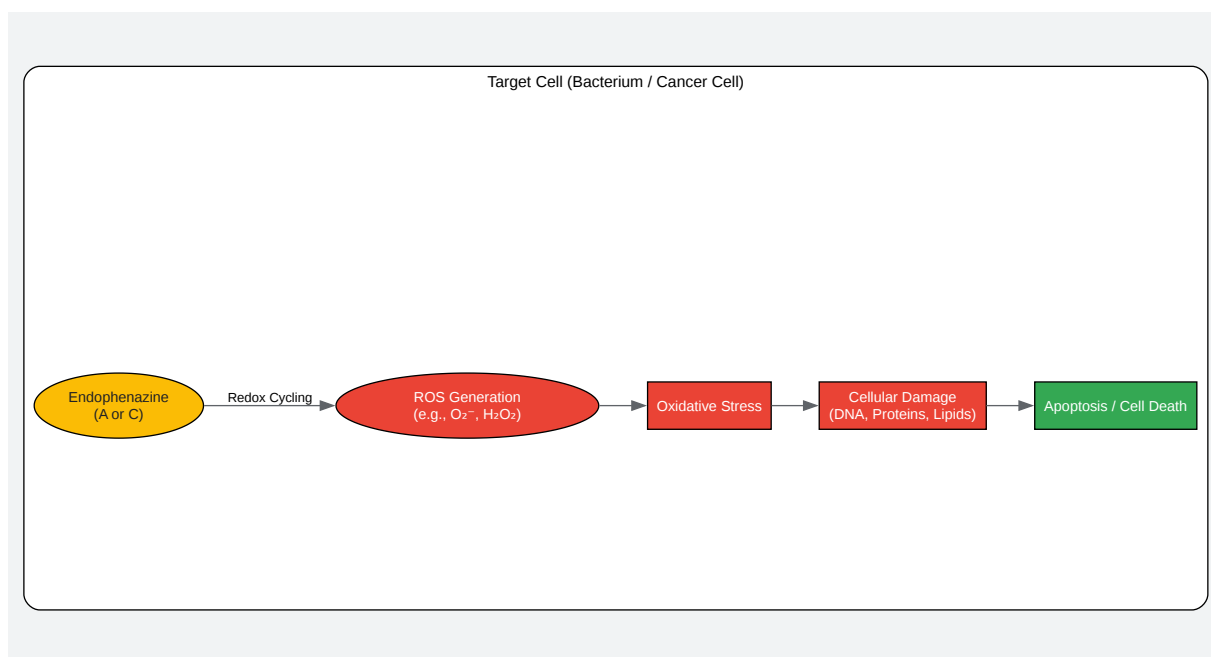 Target Cell (Bacterium / Cancer Cell)
Endophenazine
(A or C)
Redox Cycling
ROS Generation
(e.g., O₂⁻, H₂O₂)
Oxidative Stress
Cellular Damage
(DNA, Proteins, Lipids)
Apoptosis / Cell Death